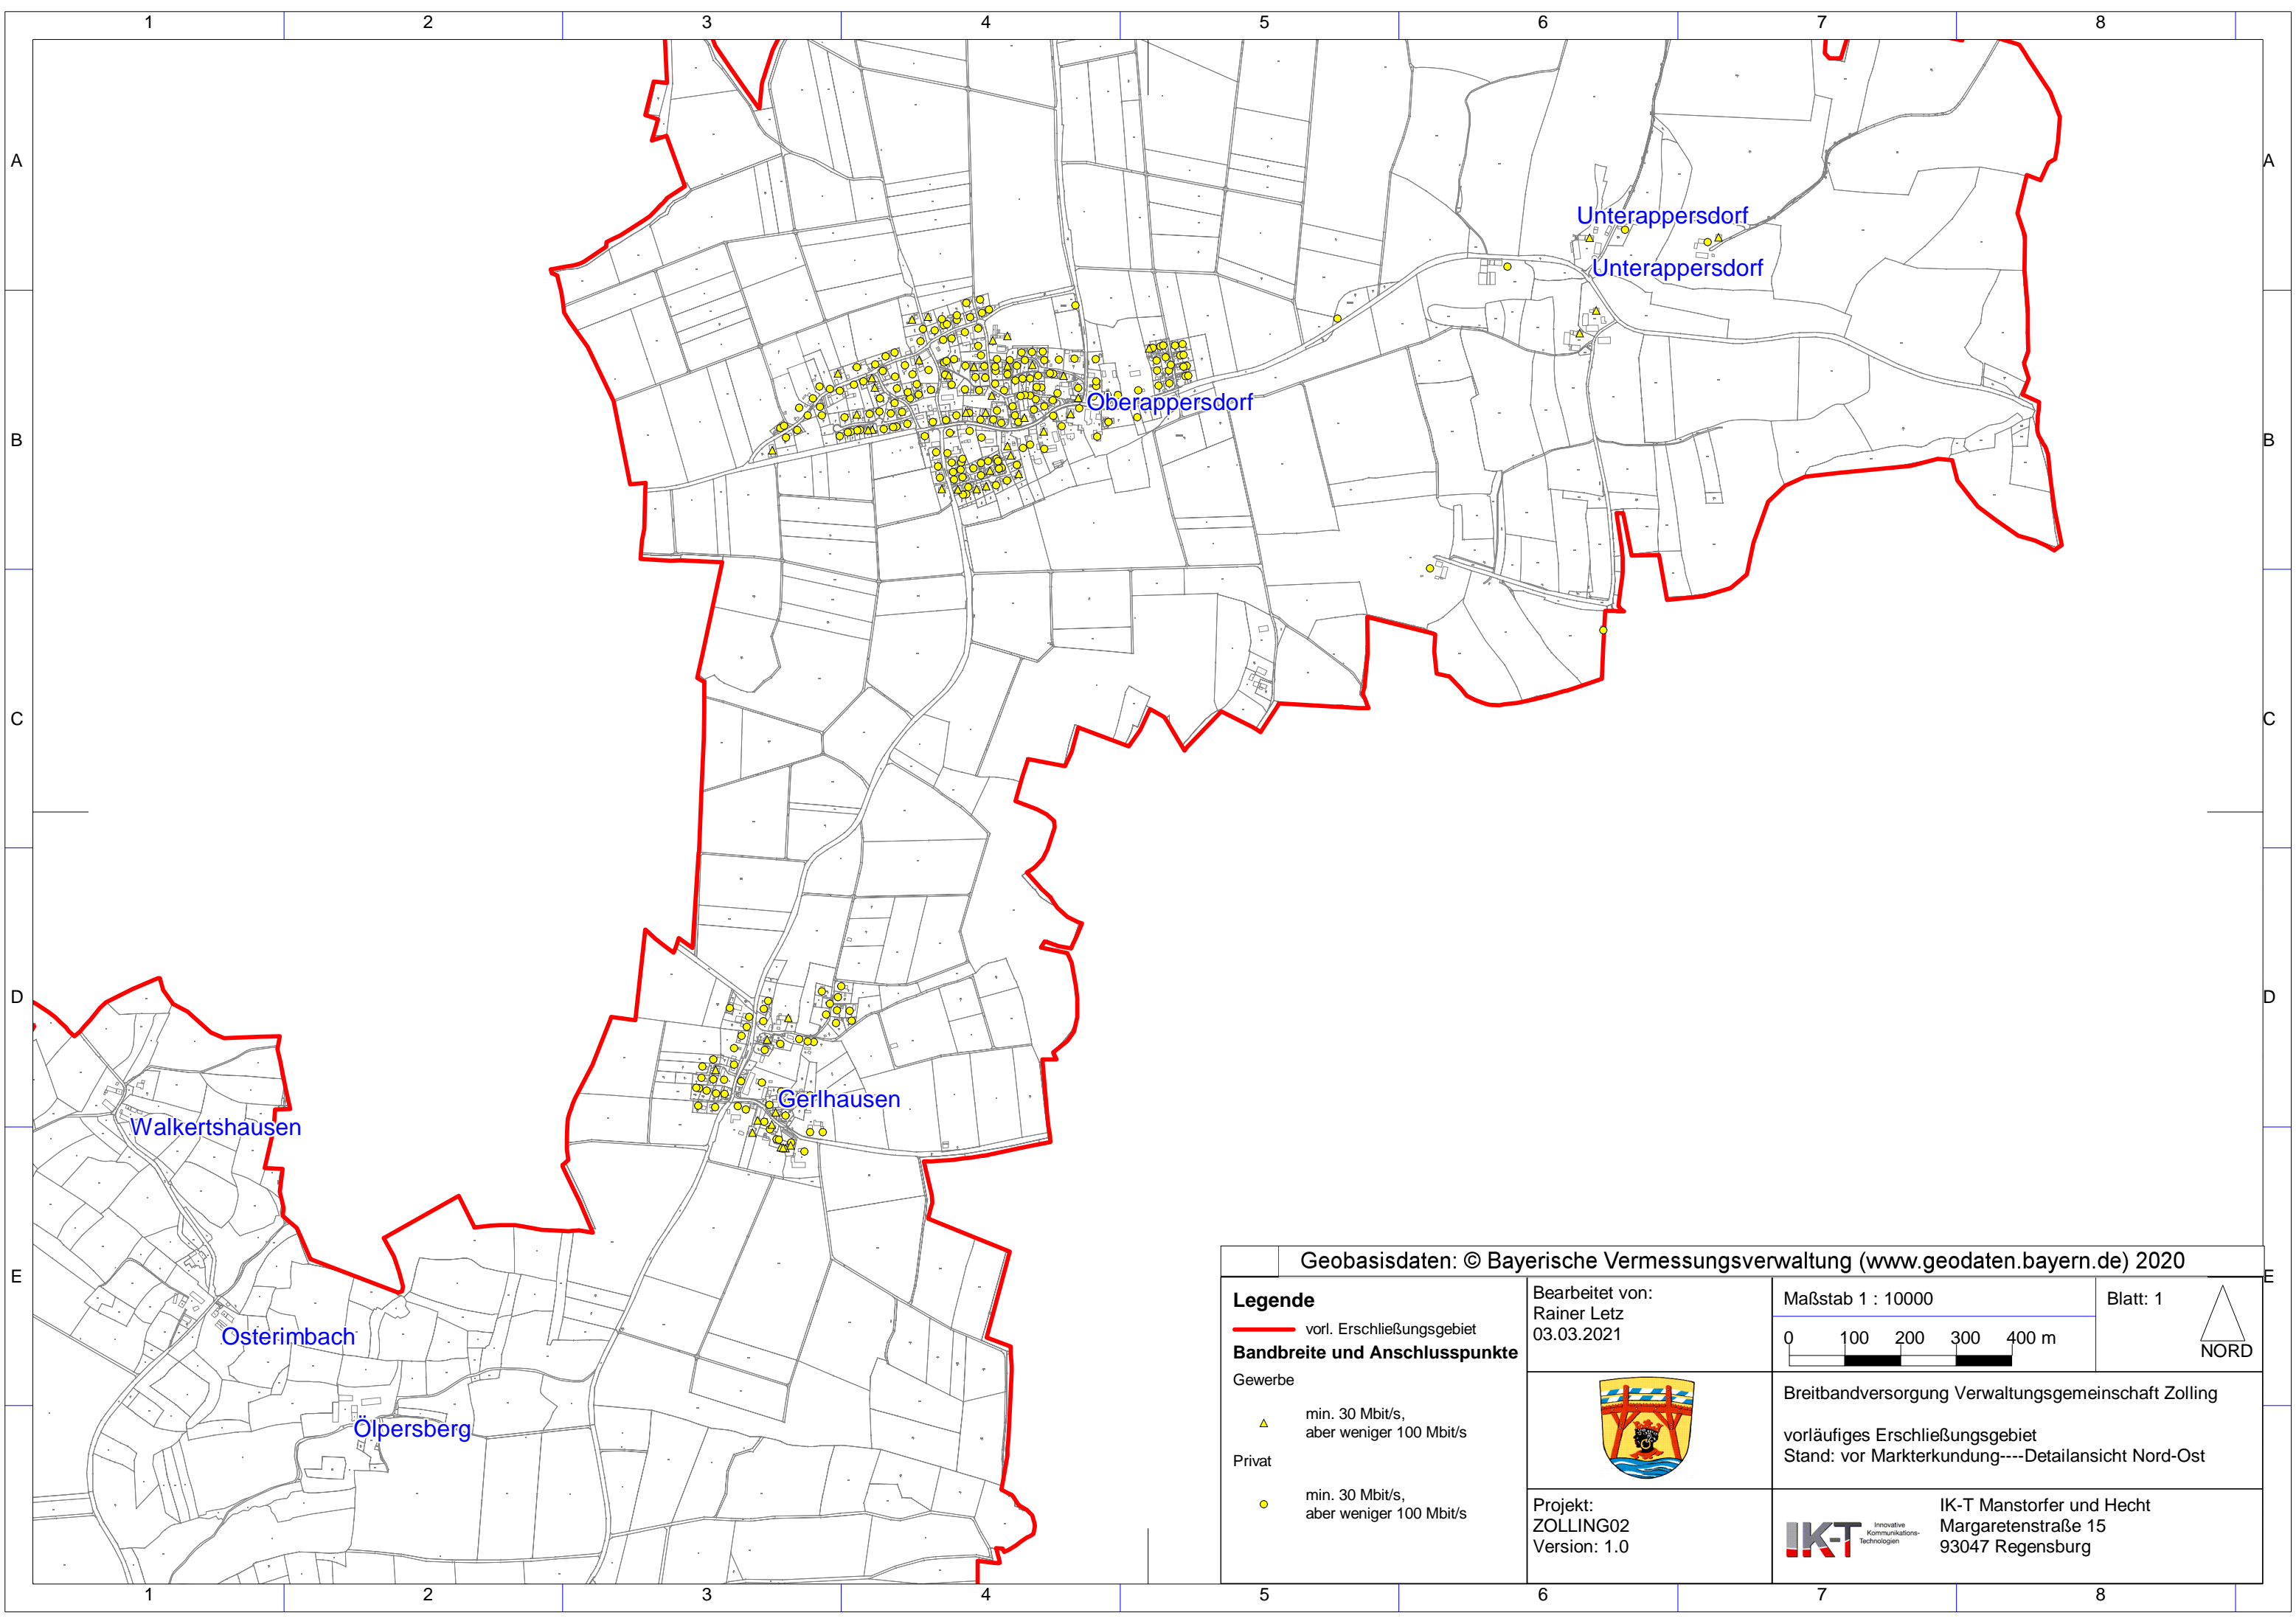 1 2 3 4 5 6 7 8
A A
Unterappersdorf
Unterappersdorf
Oberappersdorf
B B
C C
D D
Gerlhausen
Walkertshausen
E E
Osterimbach
Ölpersberg
Geobasisdaten: © Bayerische Vermessungsverwaltung (www.geodaten.bayern.de) 2020
Legende
vorl. Erschließungsgebiet
Bandbreite und Anschlusspunkte
Gewerbe
min. 30 Mbit/s,
aber weniger 100 Mbit/s
Privat
min. 30 Mbit/s,
aber weniger 100 Mbit/s
Bearbeitet von:
Rainer Letz
03.03.2021
Projekt:
ZOLLING02
Version: 1.0
Maßstab 1 : 10000
0 100 200 300 400 m
Blatt: 1
NORD
Breitbandversorgung Verwaltungsgemeinschaft Zolling
vorläufiges Erschließungsgebiet
Stand: vor Markterkundung----Detailansicht Nord-Ost
IK-T
Innovative
Kommunikations-
Technologien
IK-T Manstorfer und Hecht
Margaretenstraße 15
93047 Regensburg
1 2 3 4 5 6 7 8